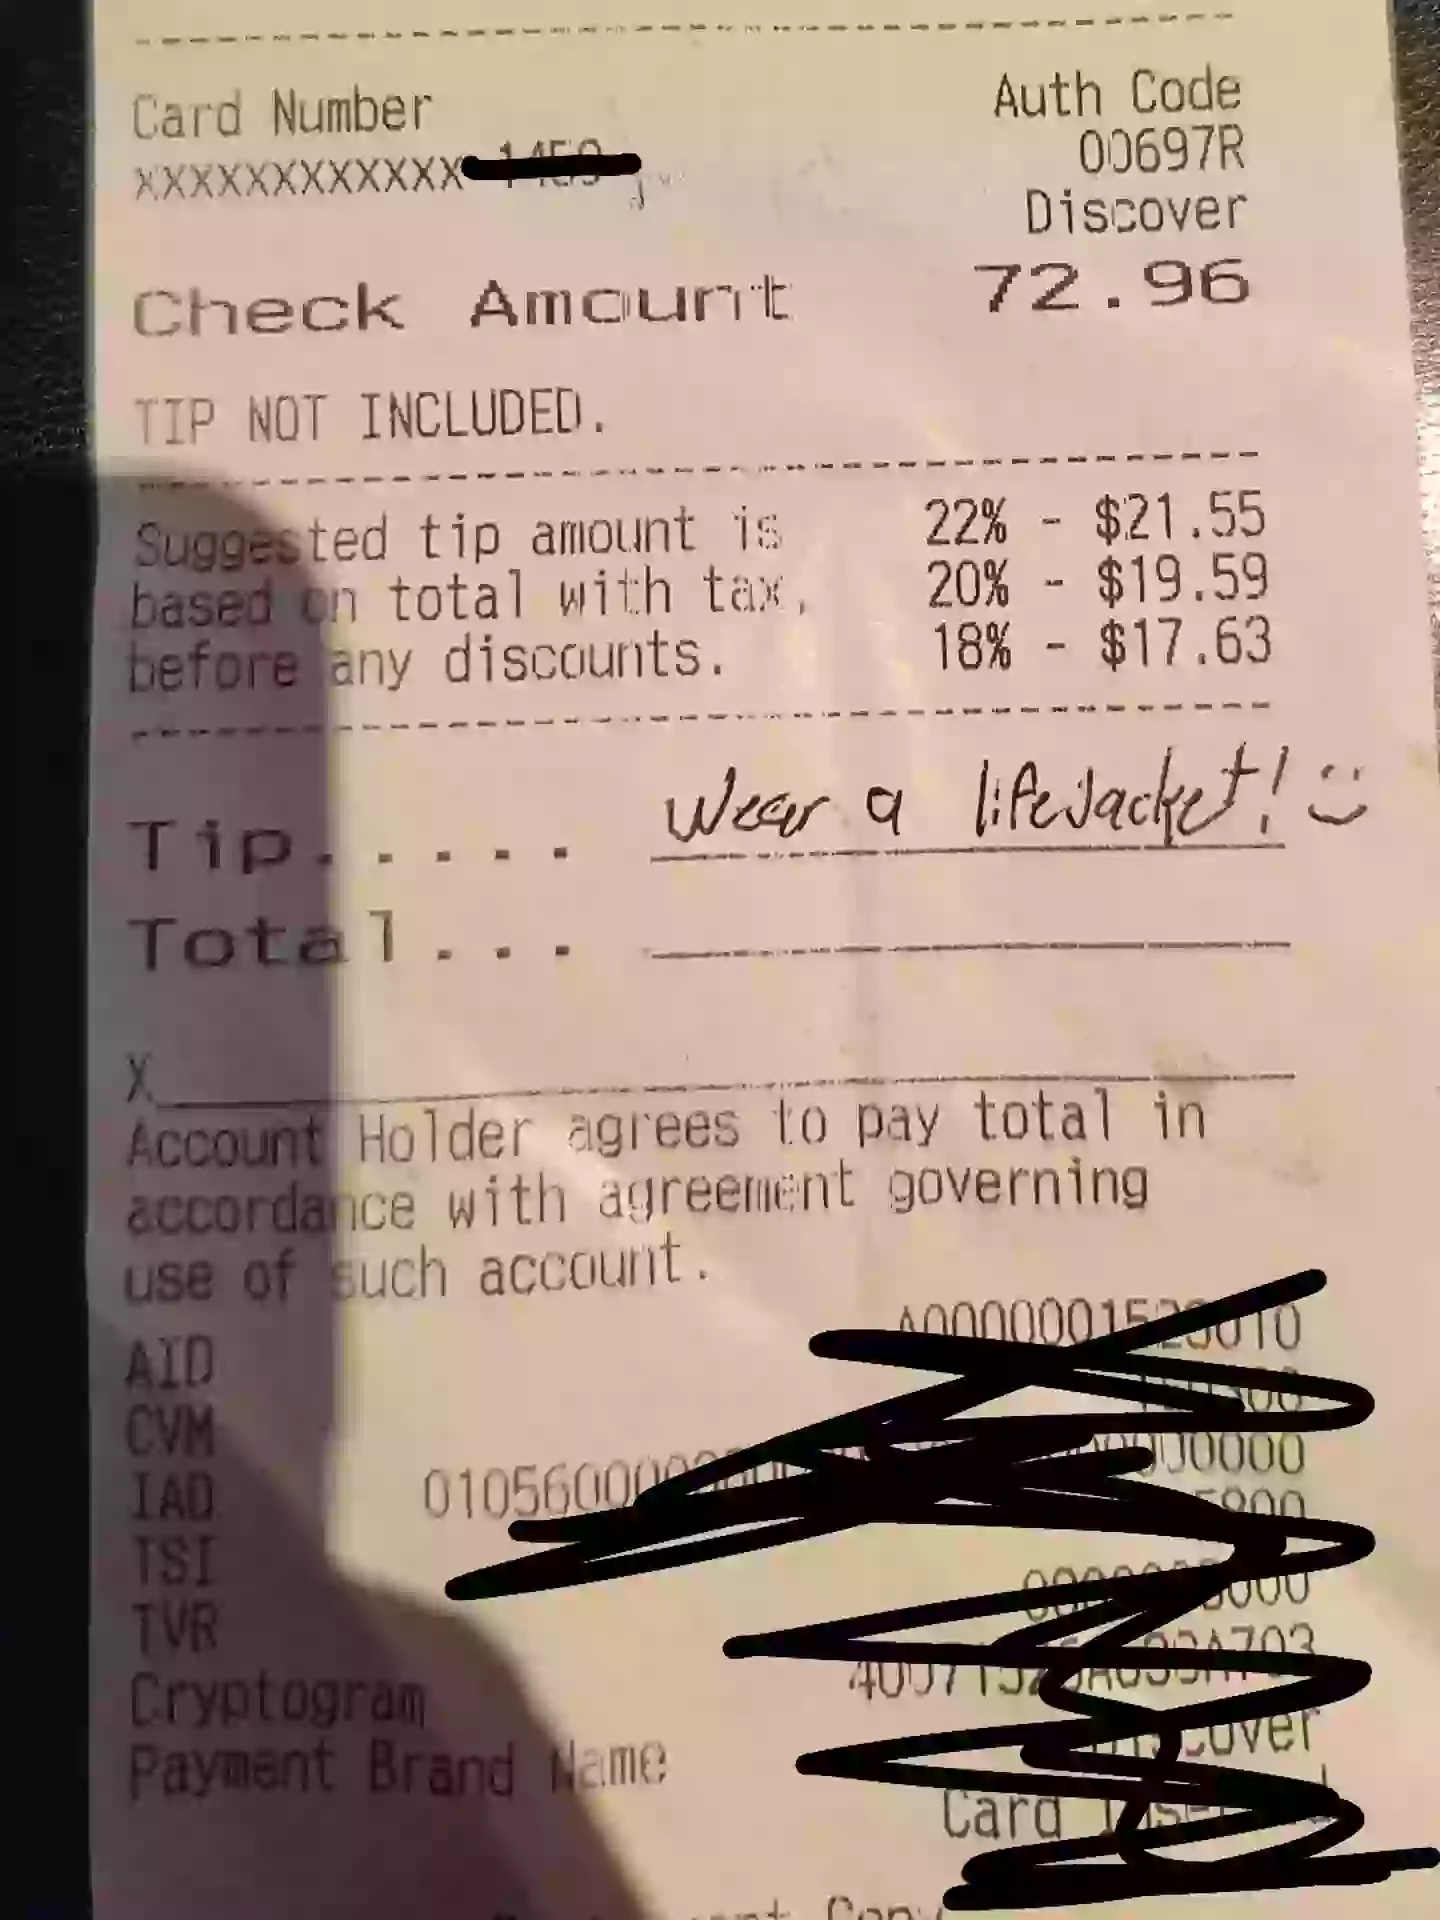 Card Number
Auth Code
XXXXXXXXXXXX
00697R
Discover
Check Amount 72.96
TIP NOT INCLUDED.
Suggested tip amount is 22% - $21.55
based on total with tax, 20% - $19.59
before any discounts. 18% - $17.63
Tip..... Wear a lifeJacket! :)
Total...
X
Account Holder agrees to pay total in
accordance with agreement governing
use of such account.
AID
CVM
IAD
TSI
TVR
Cryptogram
Payment Brand Name
Card
Copy